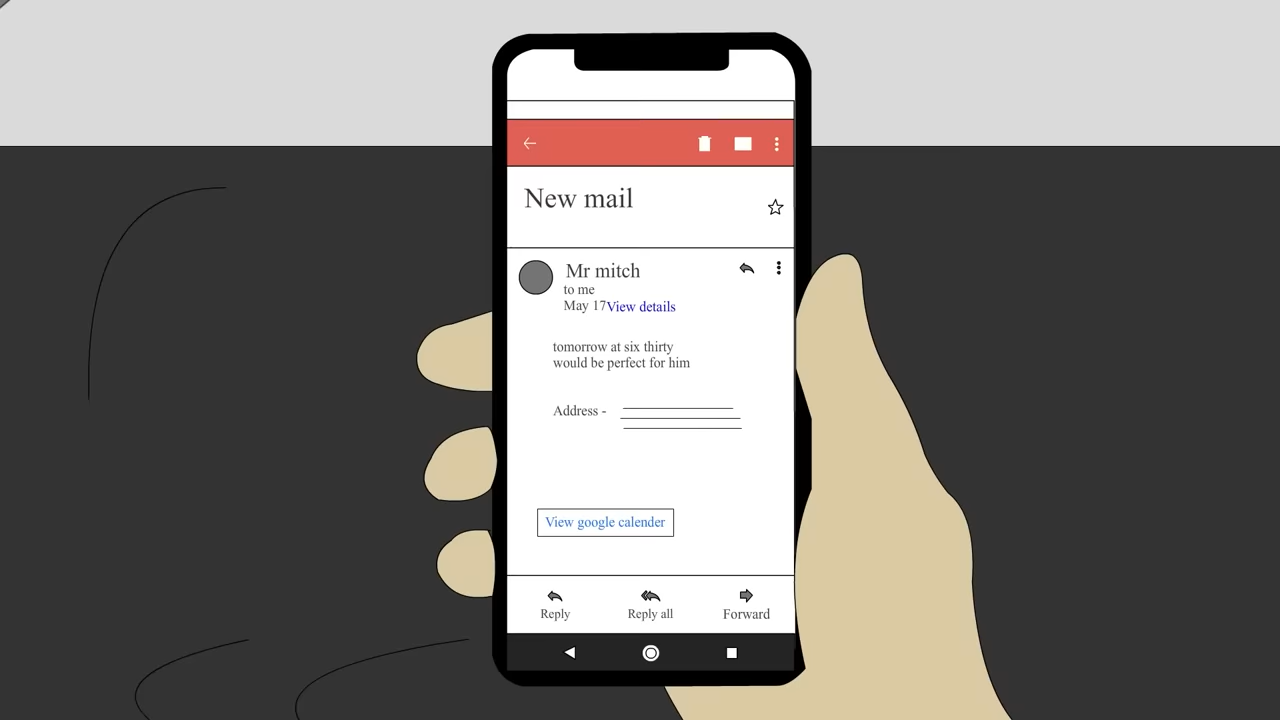 New mail
Mr mitch
to me
May 17View details
tomorrow at six thirty
would be perfect for him
Address -
View google calender
Reply
Reply all
Forward